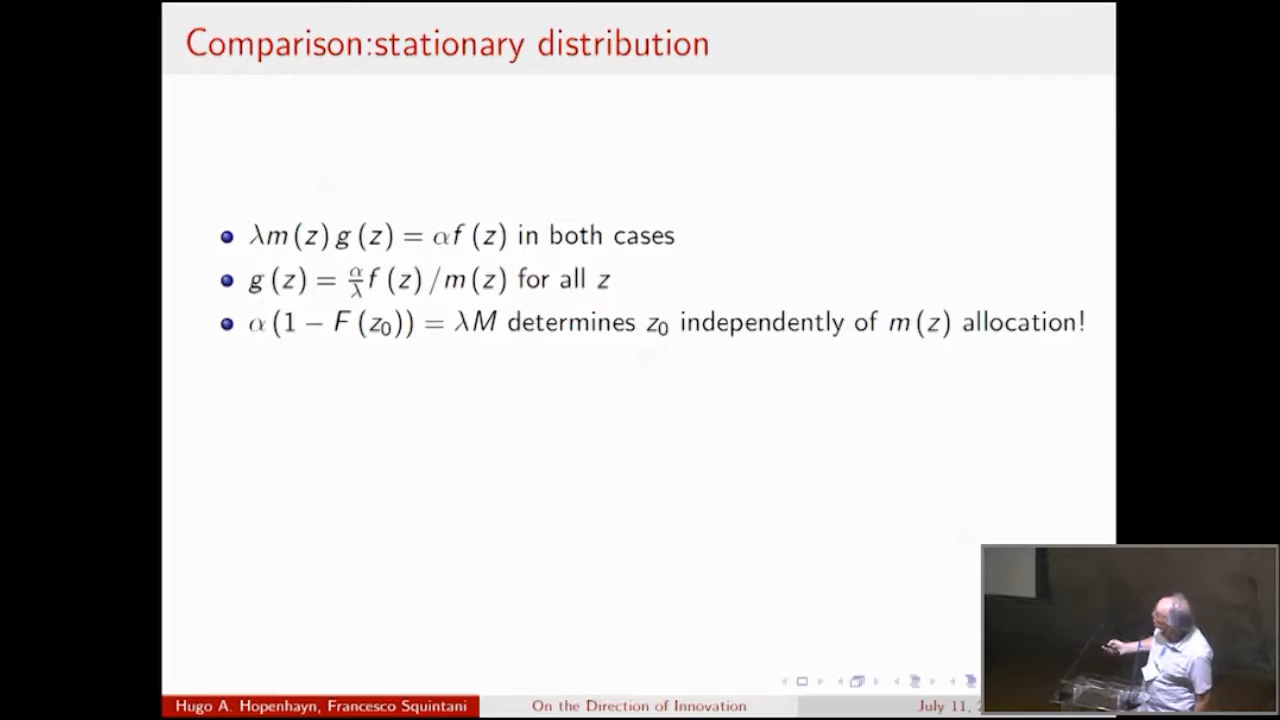 Comparison:stationary distribution
λm(z)g(z) = αf(z) in both cases
g(z) = α/λ f(z)/m(z) for all z
α(1 − F(z₀)) = λM determines z₀ independently of m(z) allocation!
Hugo A. Hopenhayn, Francesco Squintani On the Direction of Innovation July 11,